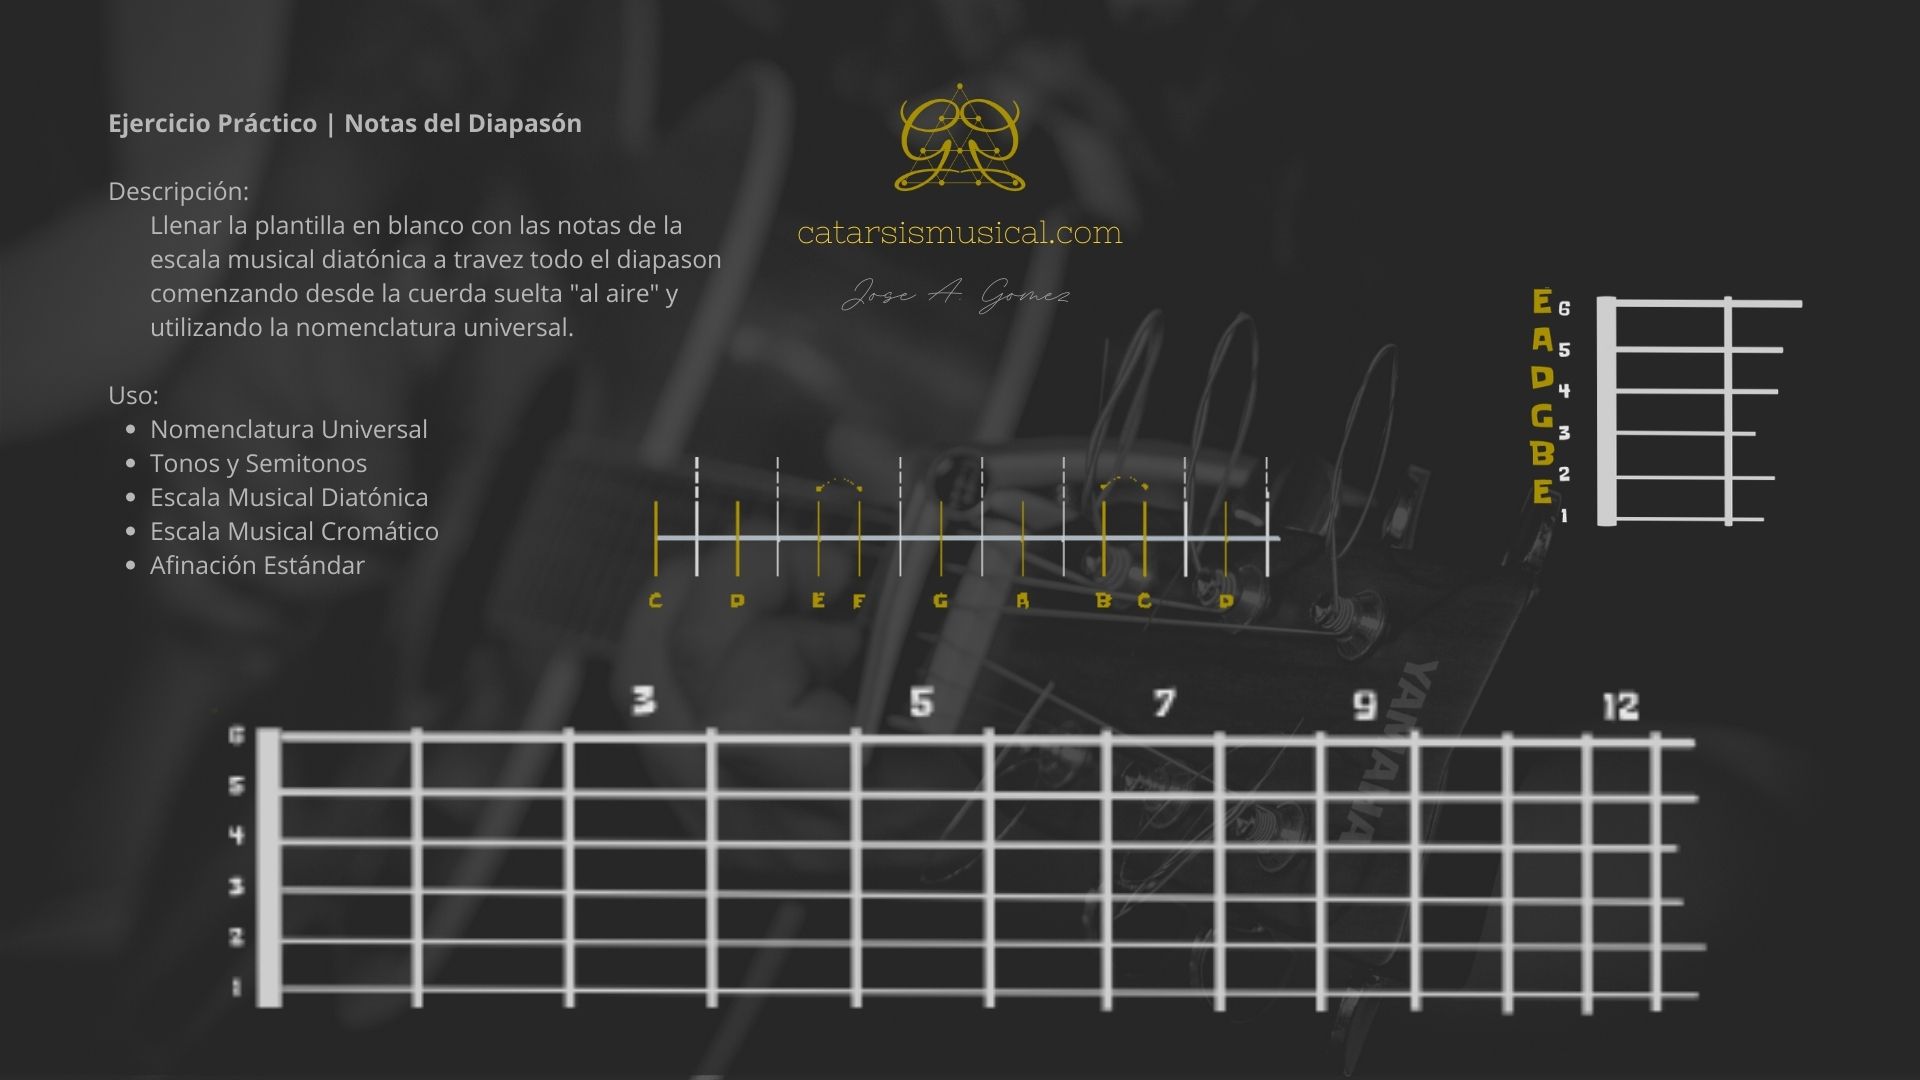 Ejercicio Práctico | Notas del Diapasón
Descripción:
Llenar la plantilla en blanco con las notas de la
escala musical diatónica a travez todo el diapason
comenzando desde la cuerda suelta "al aire" y
utilizando la nomenclatura universal.
Uso:
• Nomenclatura Universal
• Tonos y Semitonos
• Escala Musical Diatónica
• Escala Musical Cromático
• Afinación Estándar
catarsismusical.com
Jose A. Gomez
E 6
A 5
D 4
G 3
B 2
E 1
C D E F G A B C D
YAMAHA
3 5 7 9 12
6
5
4
3
2
1